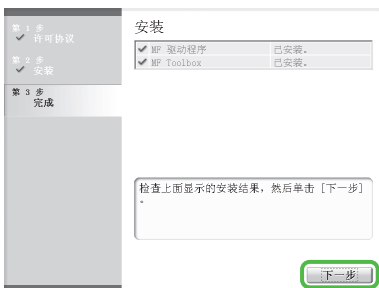 第 1 步
许可协议
第 2 步
安装
第 3 步
完成
安装
MF 驱动程序 已安装。
MF Toolbox 已安装。
检查上面显示的安装结果，然后单击 [下一步]
。
下一步